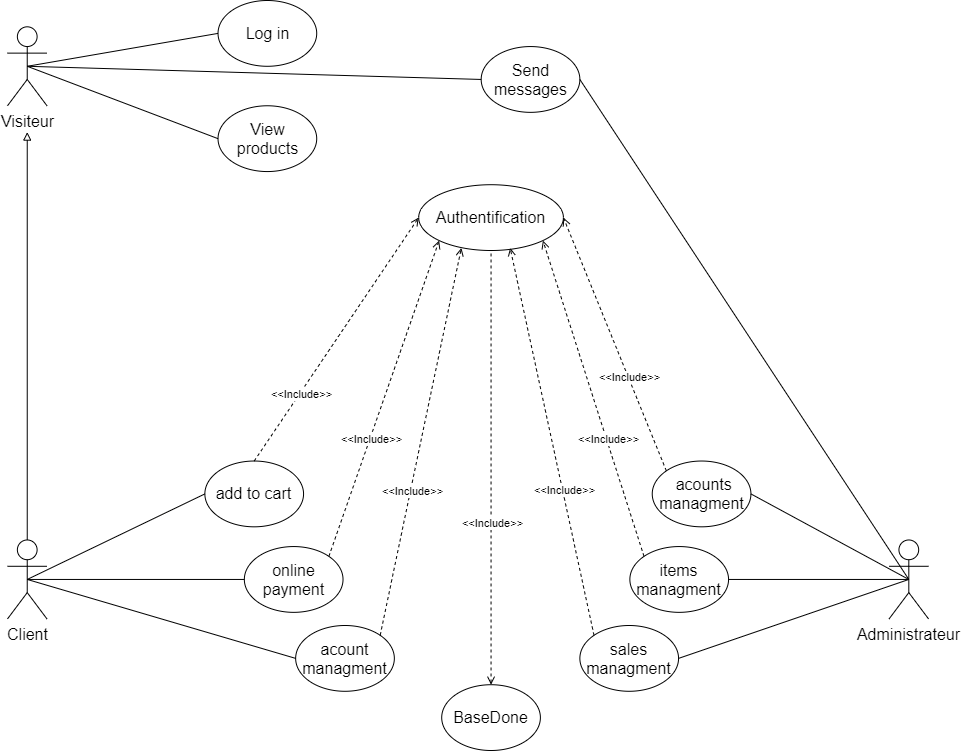 Log in
Send
messages
Visiteur
View
products
Authentification
<<Include>>
<<Include>>
<<Include>>
<<Include>>
<<Include>>
<<Include>>
<<Include>>
add to cart
acounts
managment
online
payment
items
managment
Client
Administrateur
acount
managment
sales
managment
BaseDone